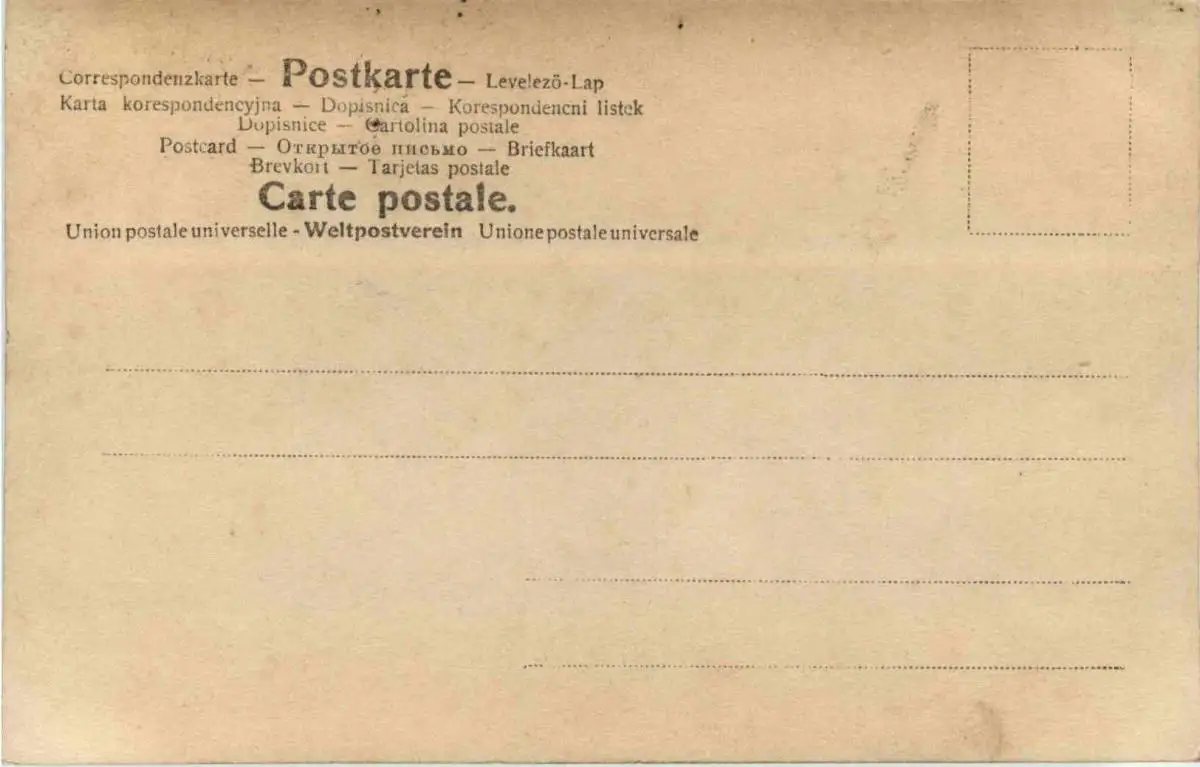 Correspondenzkarte — Postkarte — Levelező-Lap
Karta korespondencyjna — Dopisnica — Korespondencni listek
Dopisnice — Cartolina postale
Postcard — Открытое письмо — Briefkaart
Brevkort — Tarjetas postale
Carte postale.
Union postale universelle - Weltpostverein Unione postale universale